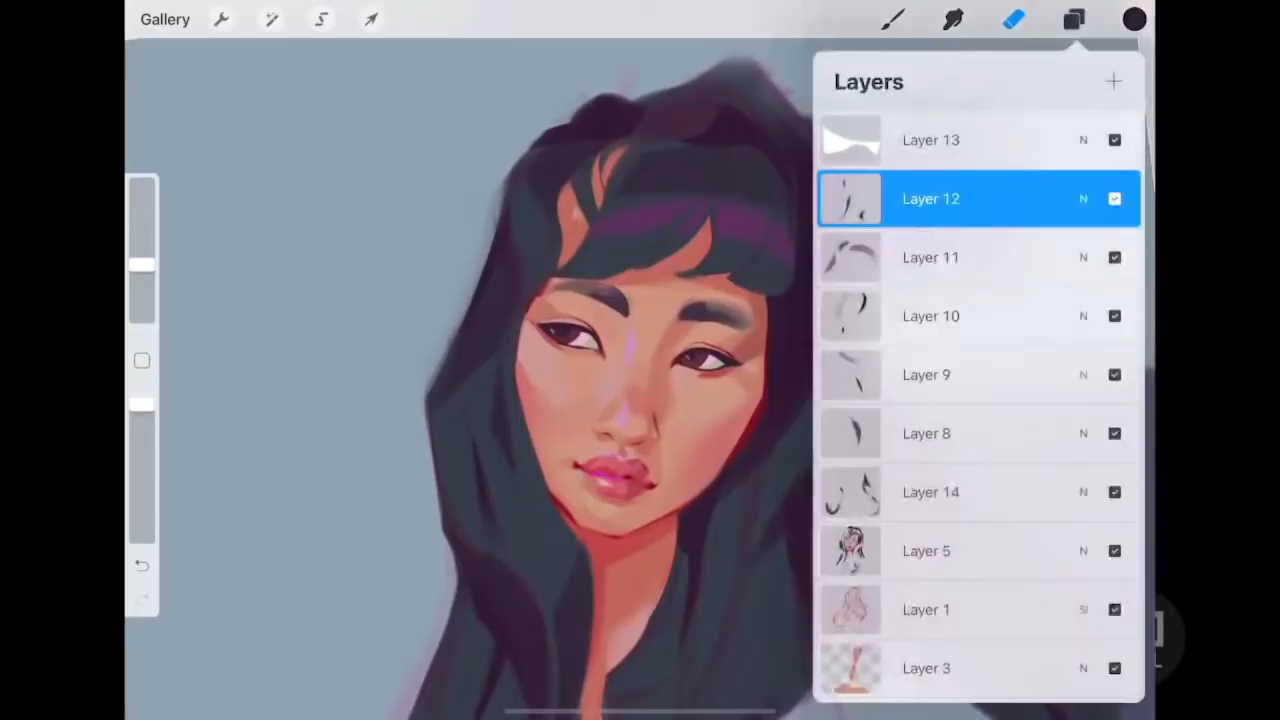 Gallery
Layers
Layer 13 N
Layer 12 N
Layer 11 N
Layer 10 N
Layer 9 N
Layer 8 N
Layer 14 N
Layer 5 N
Layer 1 Sl
Layer 3 N